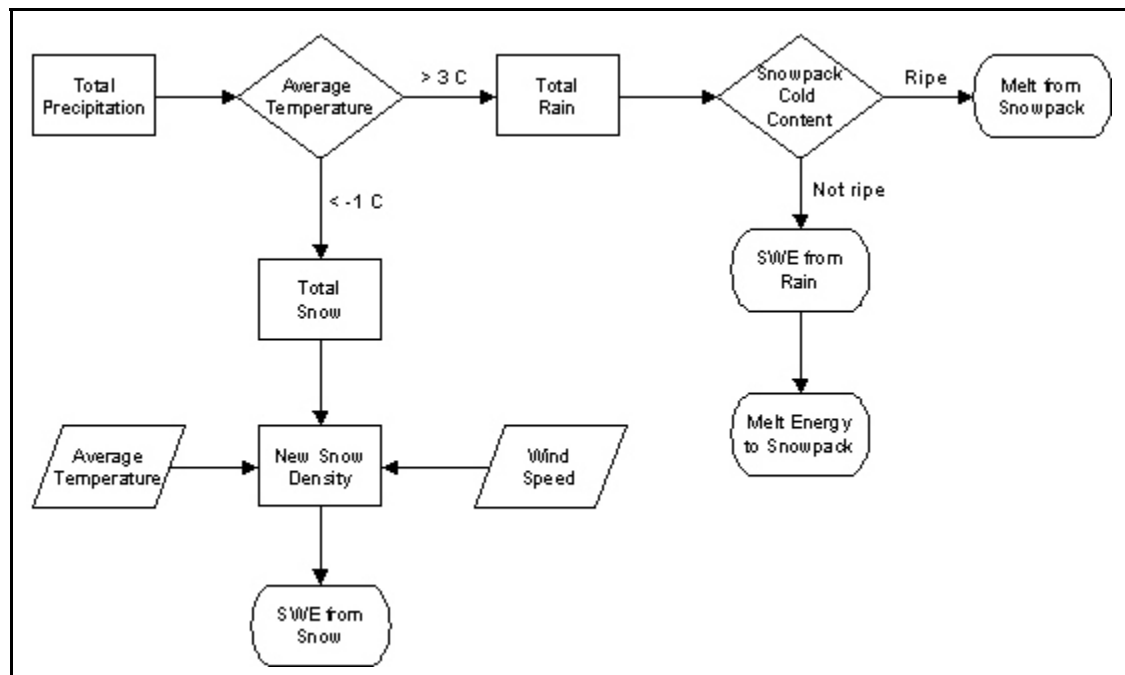 Total
Precipitation
Average
Temperature
> 3 C
Total
Rain
Snowpack
Cold
Content
Ripe
Melt from
Snowpack
< -1 C
Not ripe
Total
Snow
SWE from
Rain
Average
Temperature
New Snow
Density
Wind
Speed
Melt Energy
to Snowpack
SWE from
Snow